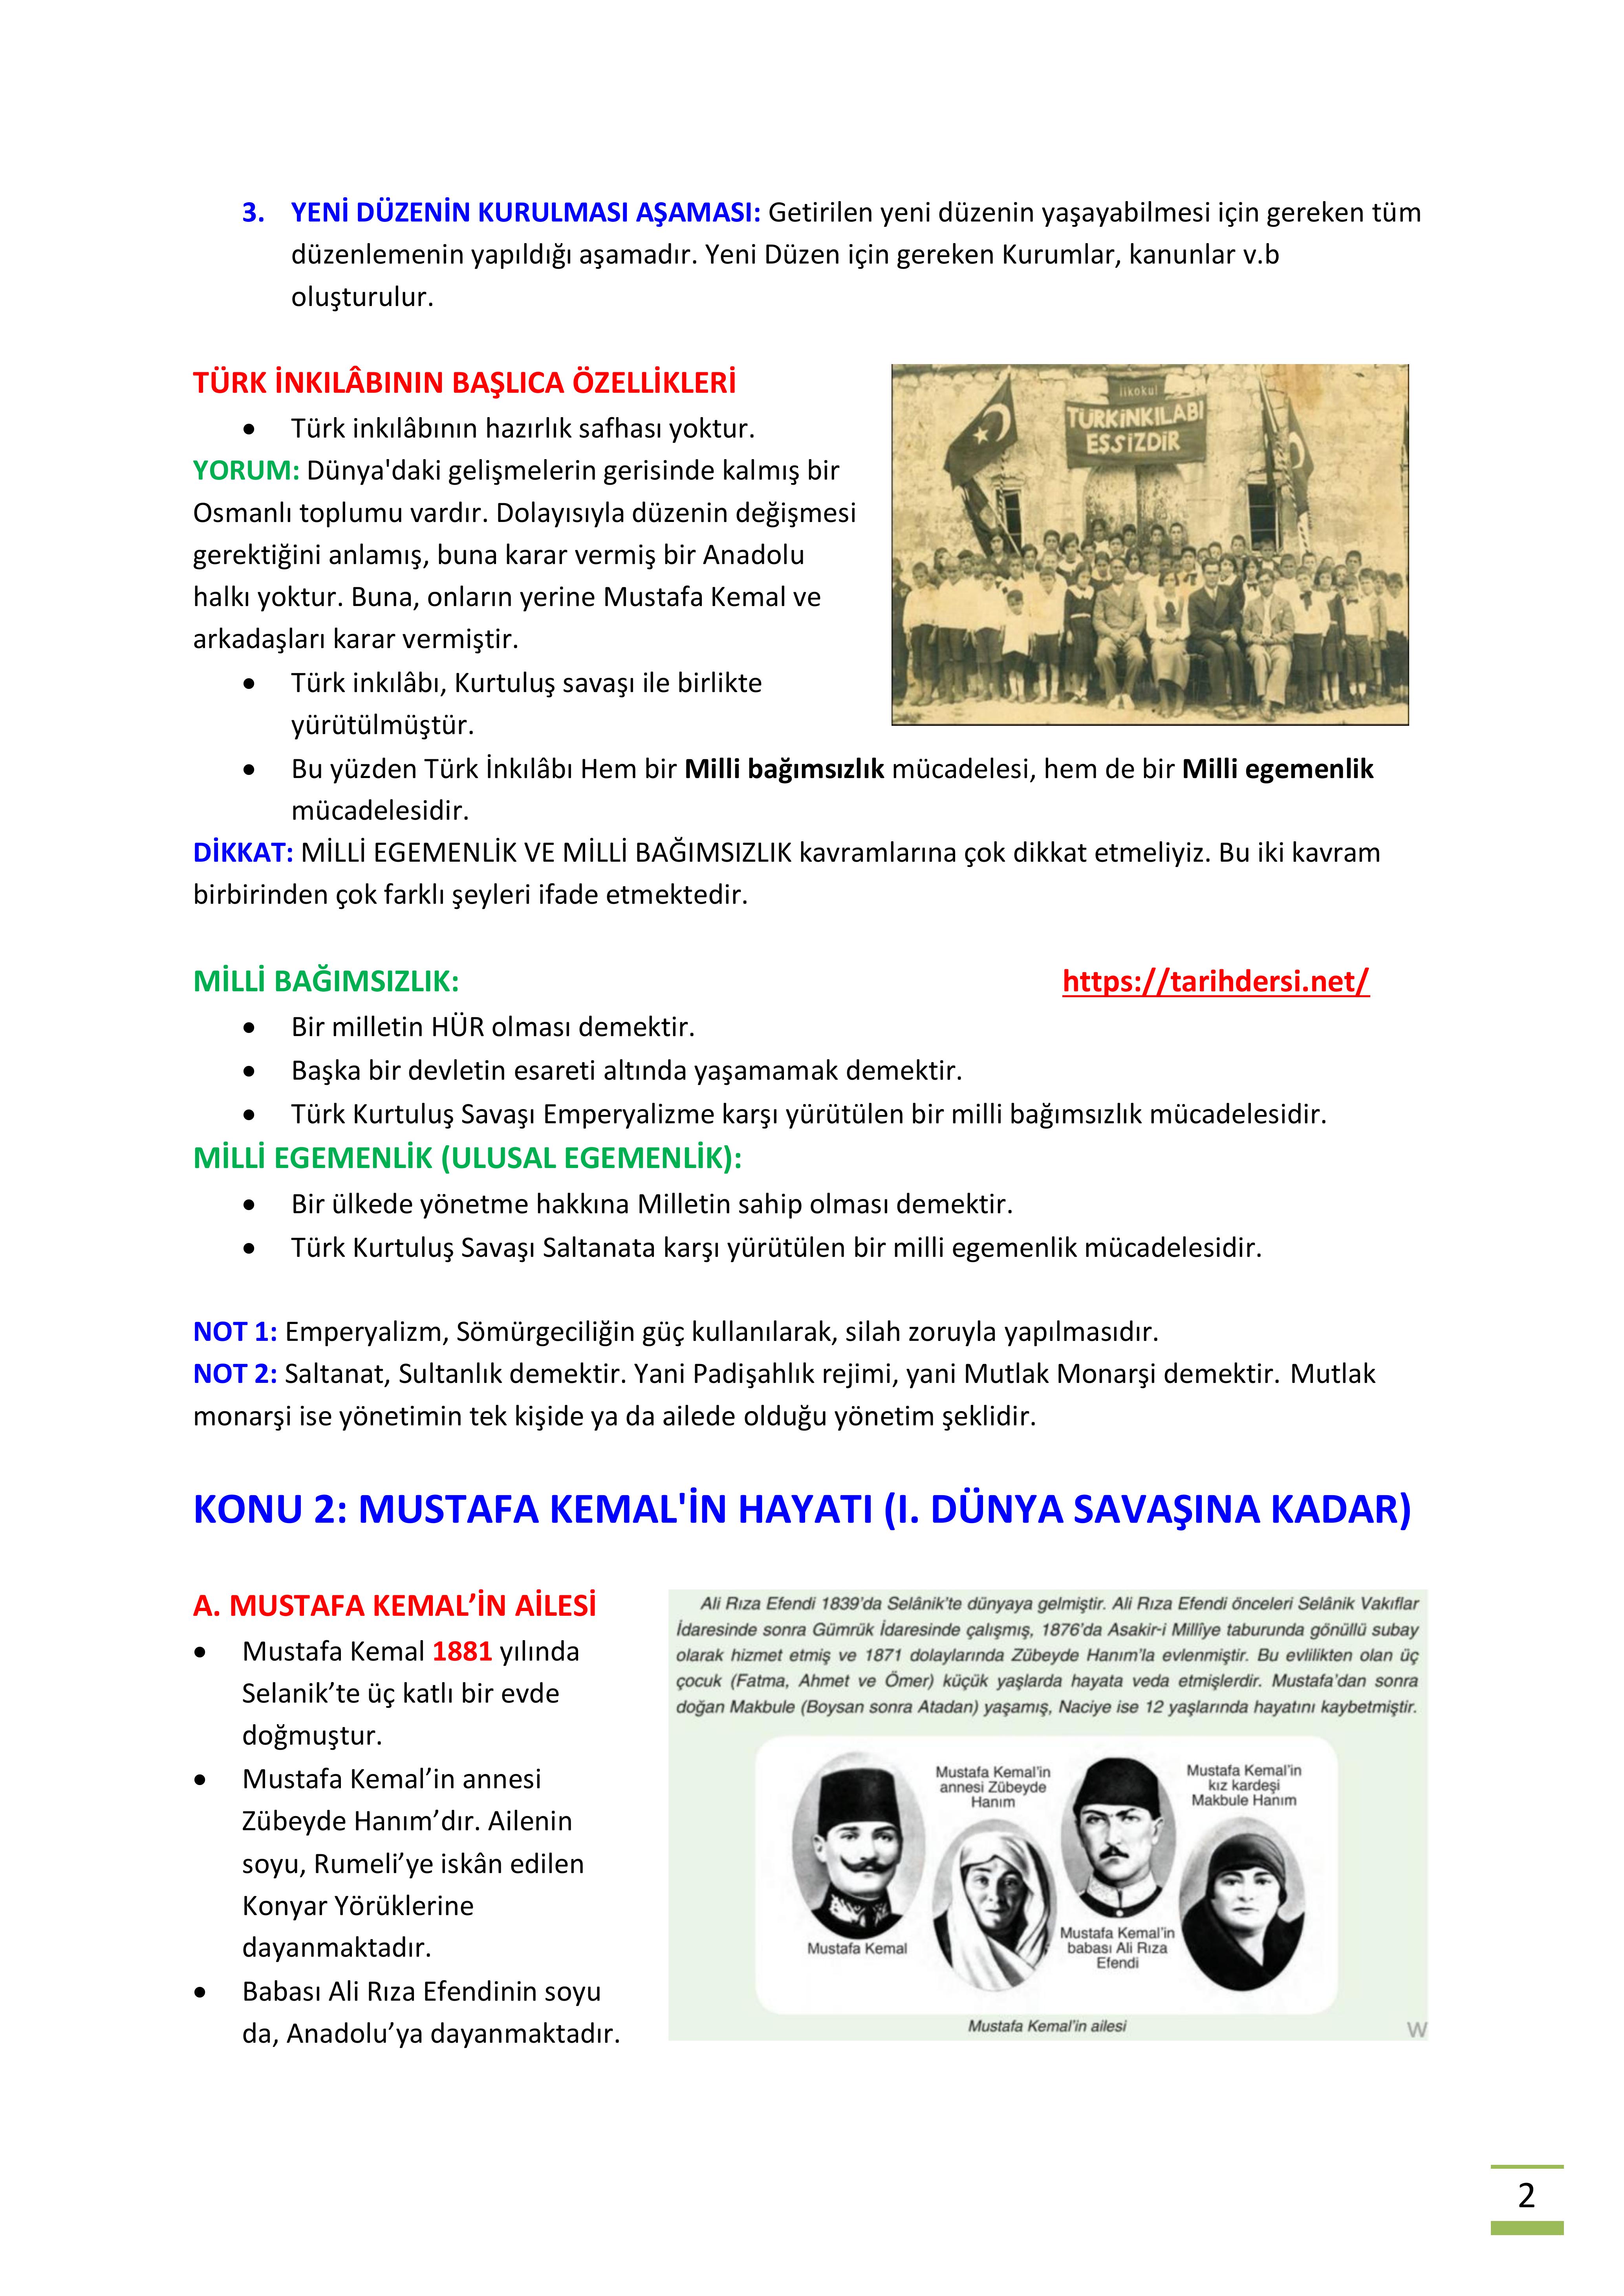 3. YENİ DÜZENİN KURULMASI AŞAMASI: Getirilen yeni düzenin yaşayabilmesi için gereken tüm
düzenlemenin yapıldığı aşamadır. Yeni Düzen için gereken Kurumlar, kanunlar v.b
oluşturulur.
TÜRK İNKILÂBININ BAŞLICA ÖZELLİKLERİ
• Türk inkılâbının hazırlık safhası yoktur.
YORUM: Dünya'daki gelişmelerin gerisinde kalmış bir
Osmanlı toplumu vardır. Dolayısıyla düzenin değişmesi
gerektiğini anlamış, buna karar vermiş bir Anadolu
halkı yoktur. Buna, onların yerine Mustafa Kemal ve
arkadaşları karar vermiştir.
• Türk inkılâbı, Kurtuluş savaşı ile birlikte
yürütülmüştür.
ilkokul
TÜRKİNKILABI
EŞSİZDİR
• Bu yüzden Türk İnkılâbı Hem bir Milli bağımsızlık mücadelesi, hem de bir Milli egemenlik
mücadelesidir.
DİKKAT: MİLLİ EGEMENLİK VE MİLLİ BAĞIMSIZLIK kavramlarına çok dikkat etmeliyiz. Bu iki kavram
birbirinden çok farklı şeyleri ifade etmektedir.
MİLLİ BAĞIMSIZLIK: https://tarihdersi.net/
• Bir milletin HÜR olması demektir.
• Başka bir devletin esareti altında yaşamamak demektir.
• Türk Kurtuluş Savaşı Emperyalizme karşı yürütülen bir milli bağımsızlık mücadelesidir.
MİLLİ EGEMENLİK (ULUSAL EGEMENLİK):
• Bir ülkede yönetme hakkına Milletin sahip olması demektir.
• Türk Kurtuluş Savaşı Saltanata karşı yürütülen bir milli egemenlik mücadelesidir.
NOT 1: Emperyalizm, Sömürgeciliğin güç kullanılarak, silah zoruyla yapılmasıdır.
NOT 2: Saltanat, Sultanlık demektir. Yani Padişahlık rejimi, yani Mutlak Monarşi demektir. Mutlak
monarşi ise yönetimin tek kişide ya da ailede olduğu yönetim şeklidir.
KONU 2: MUSTAFA KEMAL'İN HAYATI (I. DÜNYA SAVAŞINA KADAR)
A. MUSTAFA KEMAL’İN AİLESİ
• Mustafa Kemal 1881 yılında
Selanik’te üç katlı bir evde
doğmuştur.
• Mustafa Kemal’in annesi
Zübeyde Hanım’dır. Ailenin
soyu, Rumeli’ye iskân edilen
Konyar Yörüklerine
dayanmaktadır.
• Babası Ali Rıza Efendinin soyu
da, Anadolu’ya dayanmaktadır.
Ali Rıza Efendi 1839’da Selânik’te dünyaya gelmiştir. Ali Rıza Efendi önceleri Selânik Vakıflar
İdaresinde sonra Gümrük İdaresinde çalışmış, 1876’da Asakir-i Millîye taburunda gönüllü subay
olarak hizmet etmiş ve 1871 dolaylarında Zübeyde Hanım’la evlenmiştir. Bu evlilikten olan üç
çocuk (Fatma, Ahmet ve Ömer) küçük yaşlarda hayata veda etmişlerdir. Mustafa’dan sonra
doğan Makbule (Boysan sonra Atadan) yaşamış, Naciye ise 12 yaşlarında hayatını kaybetmiştir.
Mustafa Kemal
Mustafa Kemal’in
annesi Zübeyde
Hanım
Mustafa Kemal’in
babası Ali Rıza
Efendi
Mustafa Kemal’in
kız kardeşi
Makbule Hanım
Mustafa Kemal’in ailesi
W
2